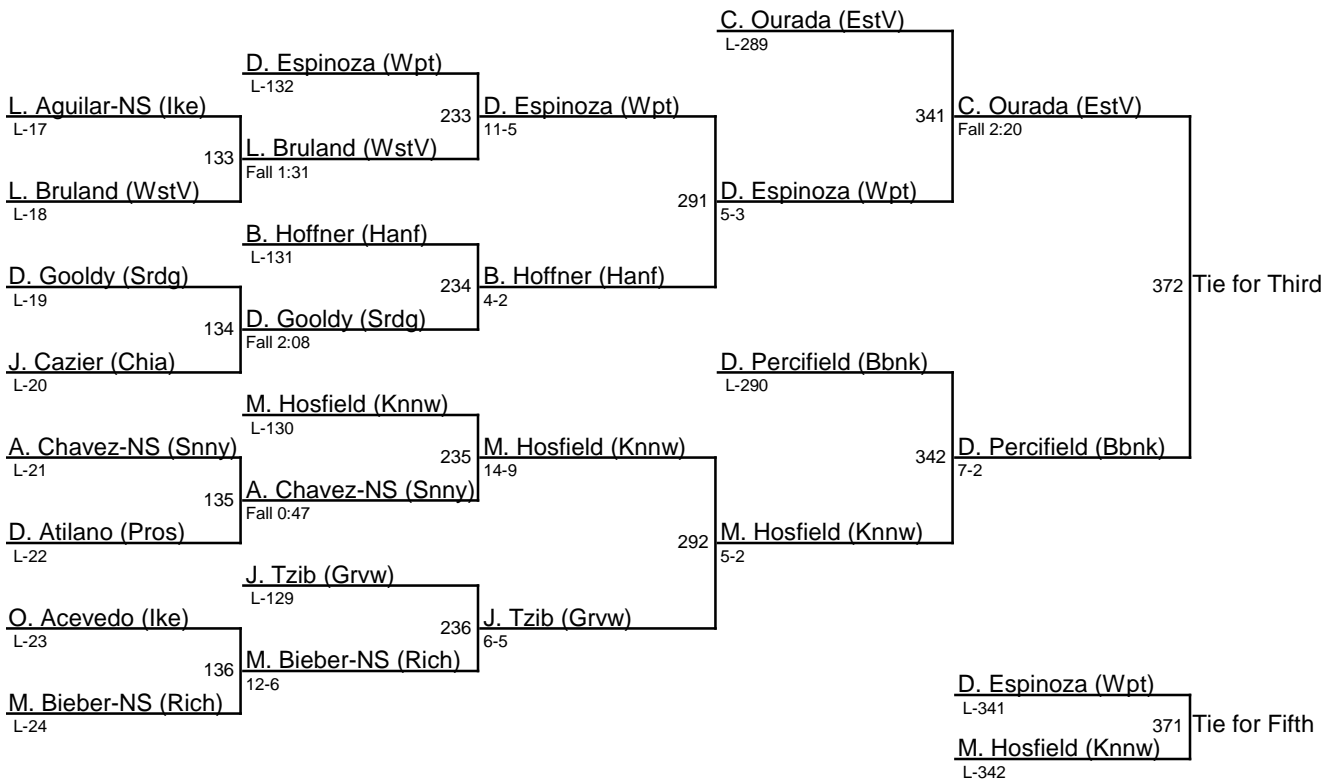 C. Ourada (EstV)
L-289
D. Espinoza (Wpt)
L-132
L. Aguilar-NS (Ike)
L-17
233
D. Espinoza (Wpt)
11-5
341
C. Ourada (EstV)
Fall 2:20
133
L. Bruland (WstV)
Fall 1:31
L. Bruland (WstV)
L-18
291
D. Espinoza (Wpt)
5-3
B. Hoffner (Hanf)
L-131
D. Gooldy (Srdg)
L-19
234
B. Hoffner (Hanf)
4-2
372
Tie for Third
134
D. Gooldy (Srdg)
Fall 2:08
J. Cazier (Chia)
L-20
D. Percifield (Bbnk)
L-290
M. Hosfield (Knnw)
L-130
A. Chavez-NS (Snny)
L-21
235
M. Hosfield (Knnw)
14-9
342
D. Percifield (Bbnk)
7-2
135
A. Chavez-NS (Snny)
Fall 0:47
D. Atilano (Pros)
L-22
292
M. Hosfield (Knnw)
5-2
J. Tzib (Grvw)
L-129
O. Acevedo (Ike)
L-23
236
J. Tzib (Grvw)
6-5
136
M. Bieber-NS (Rich)
12-6
M. Bieber-NS (Rich)
L-24
D. Espinoza (Wpt)
L-341
371
Tie for Fifth
M. Hosfield (Knnw)
L-342